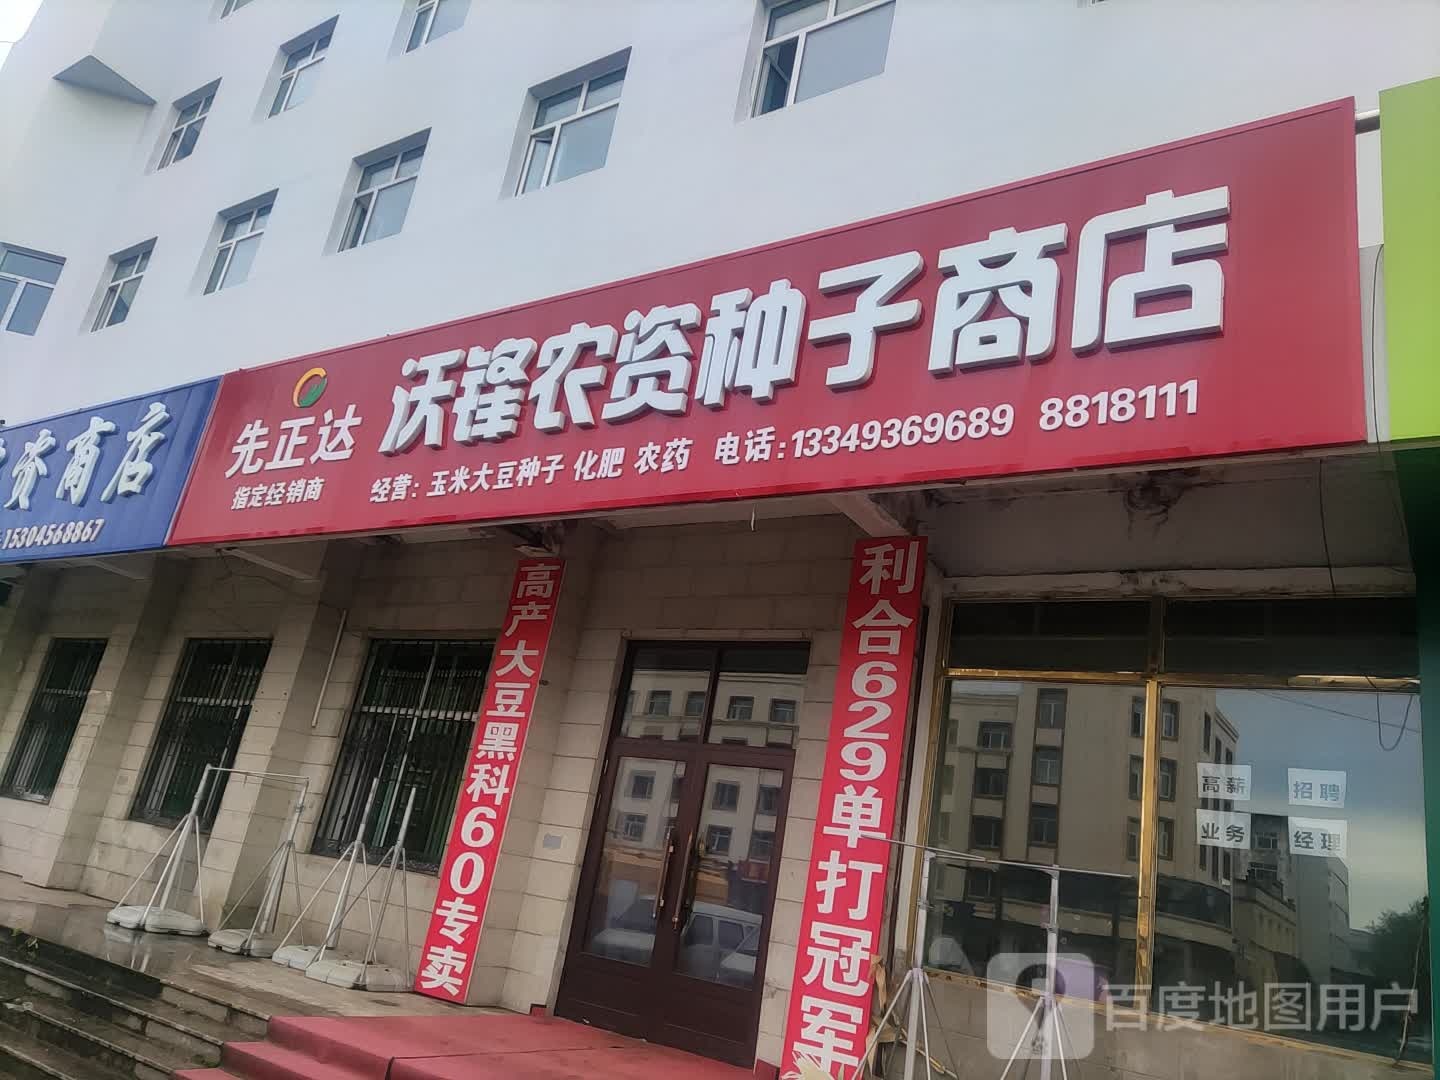 沃锋农资种子商店
先正达
指定经销商
经营：玉米大豆种子 化肥 农药 电话：13349369689 8818111
资商店
15304568867
高产大豆黑科60专卖
利合629单打冠军
高薪 招聘
业务 经理
百度地图用户